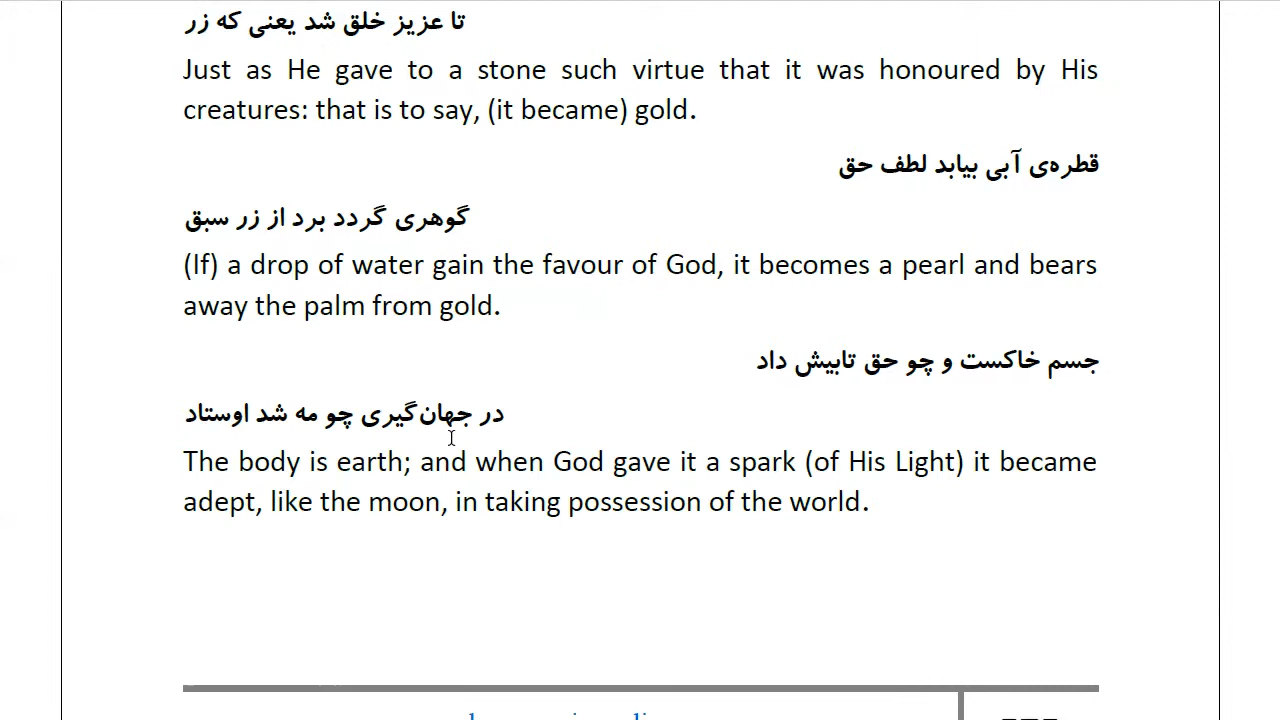 تا عزیز خلق شد یعنی که زر
Just as He gave to a stone such virtue that it was honoured by His
creatures: that is to say, (it became) gold.
قطره‌ی آبی بیابد لطف حق
گوهری گردد برد از زر سبق
(If) a drop of water gain the favour of God, it becomes a pearl and bears
away the palm from gold.
جسم خاکست و چو حق تابیش داد
در جهان‌گیری چو مه شد اوستاد
The body is earth; and when God gave it a spark (of His Light) it became
adept, like the moon, in taking possession of the world.